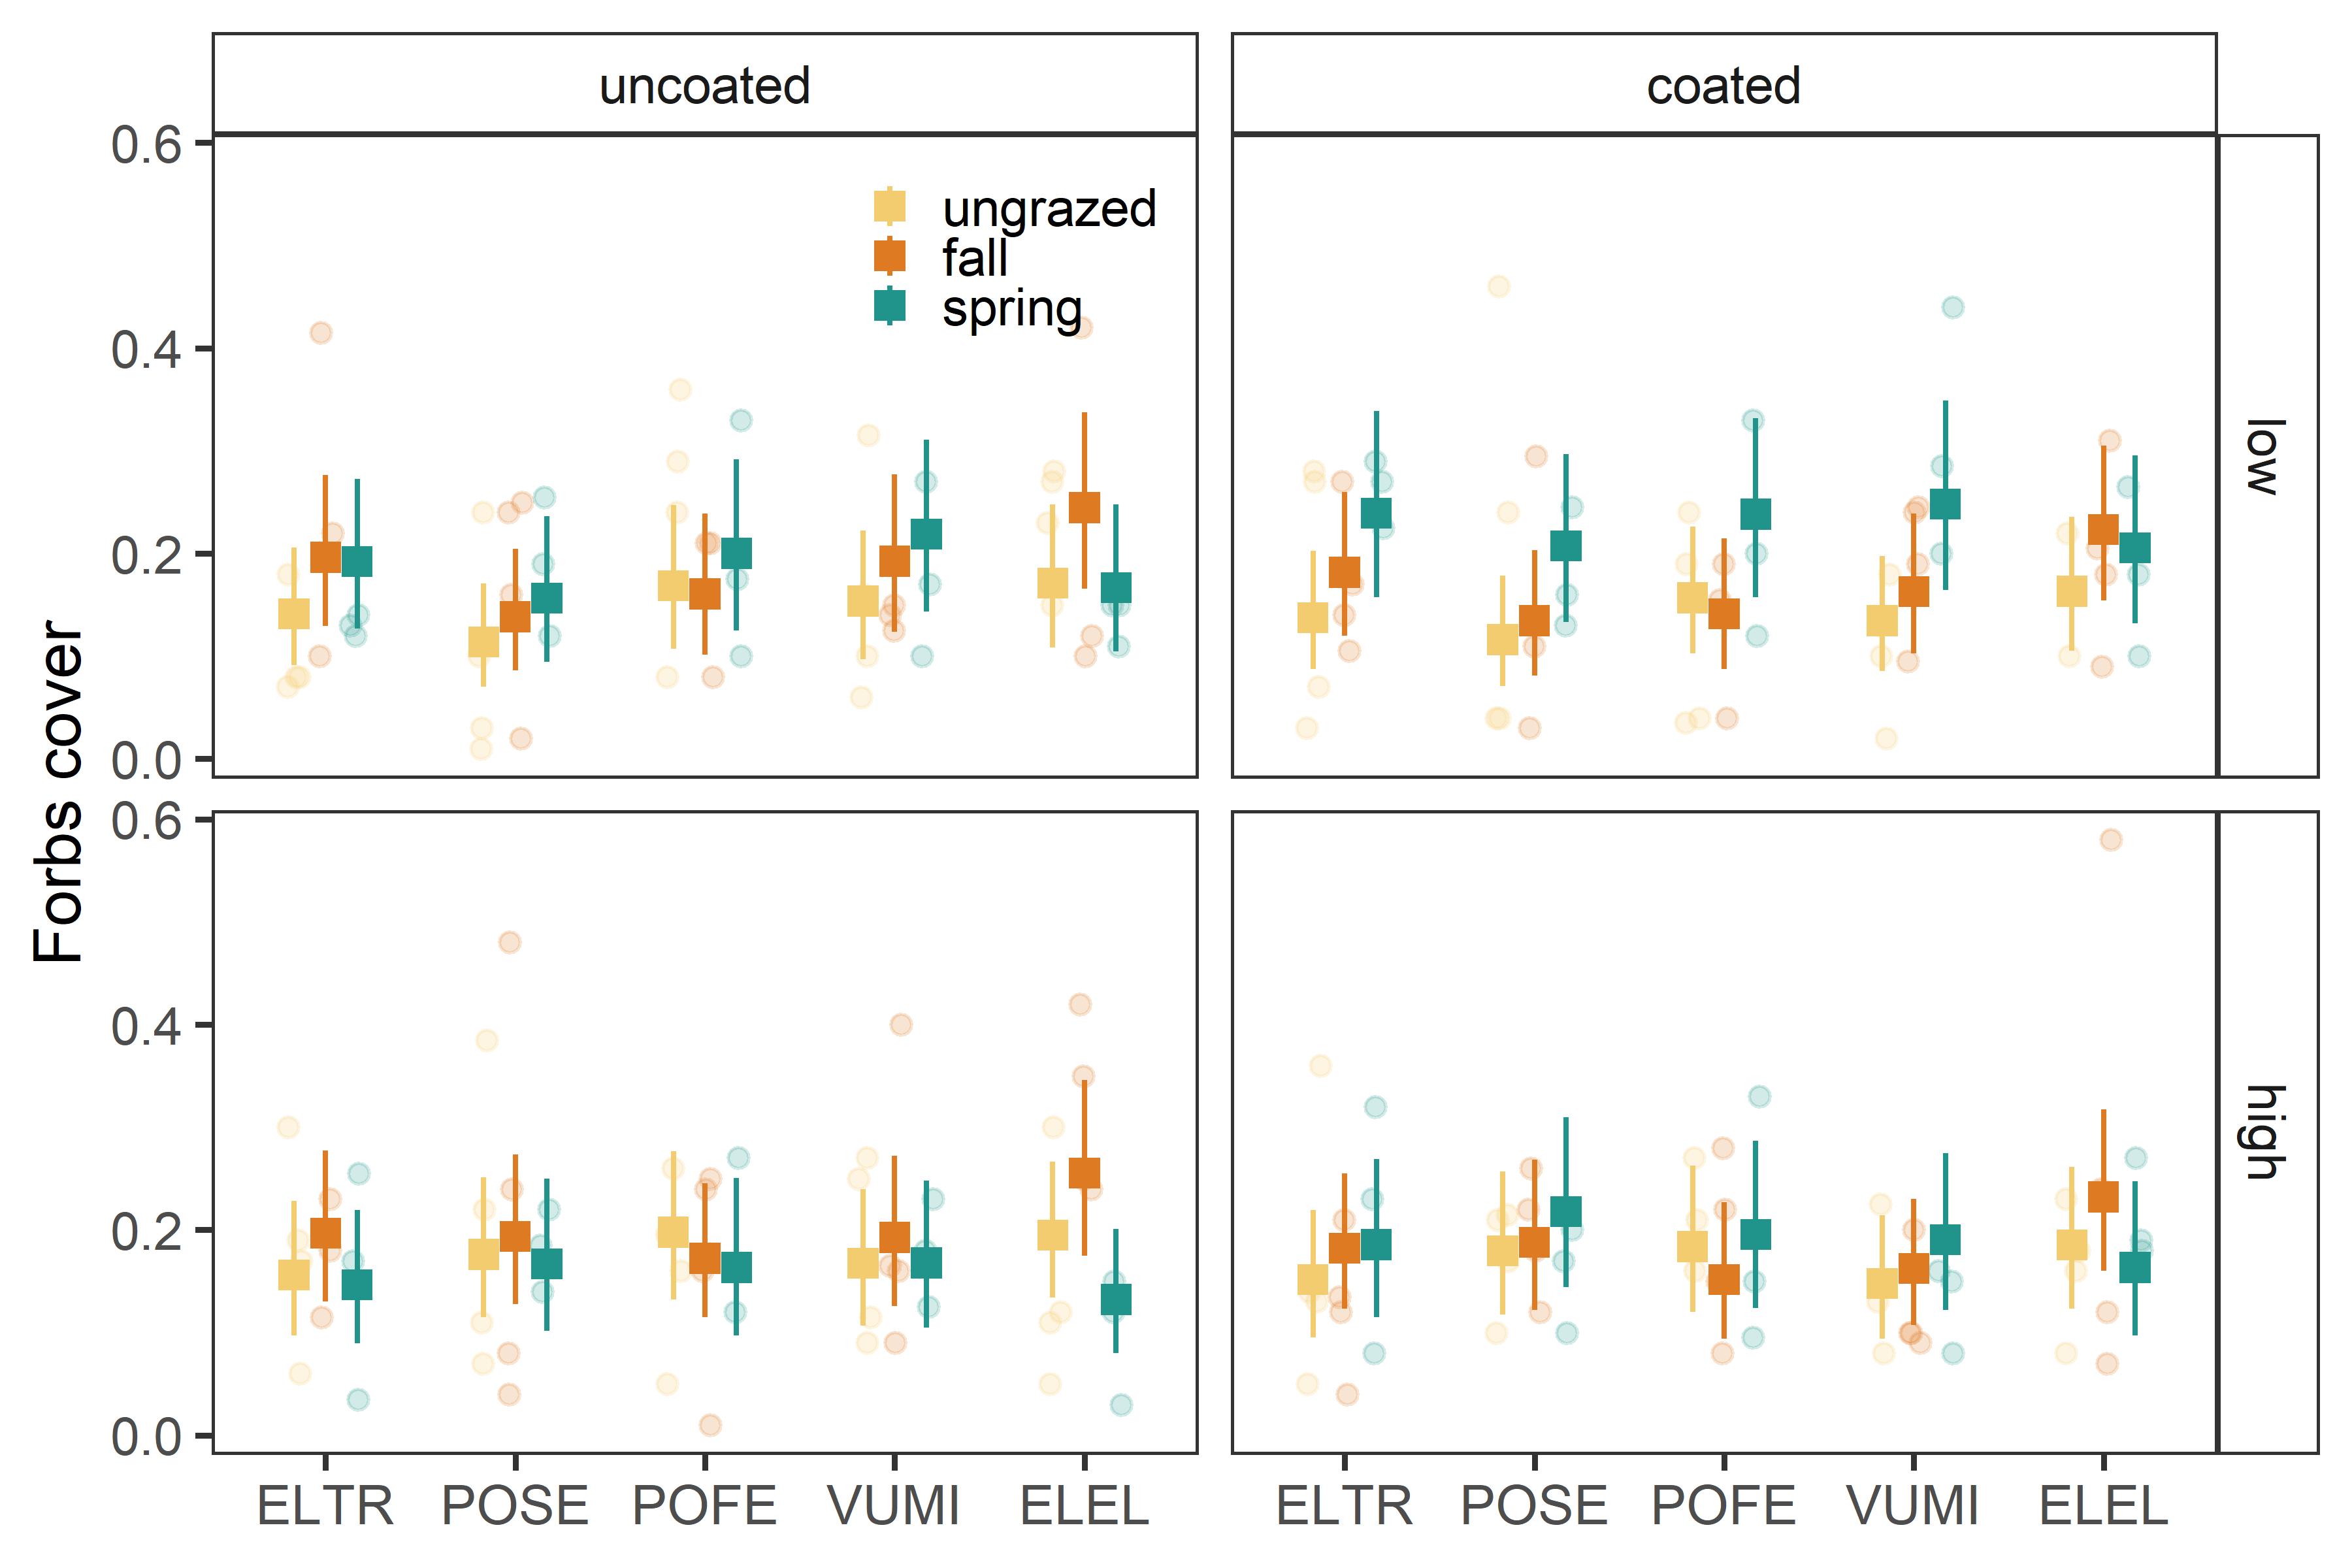 uncoated
coated
0.6
ungrazed
fall
spring
0.4
0.2
0.0
low
Forbs cover
0.6
0.4
0.2
0.0
high
ELTR POSE POFE VUMI ELEL
ELTR POSE POFE VUMI ELEL